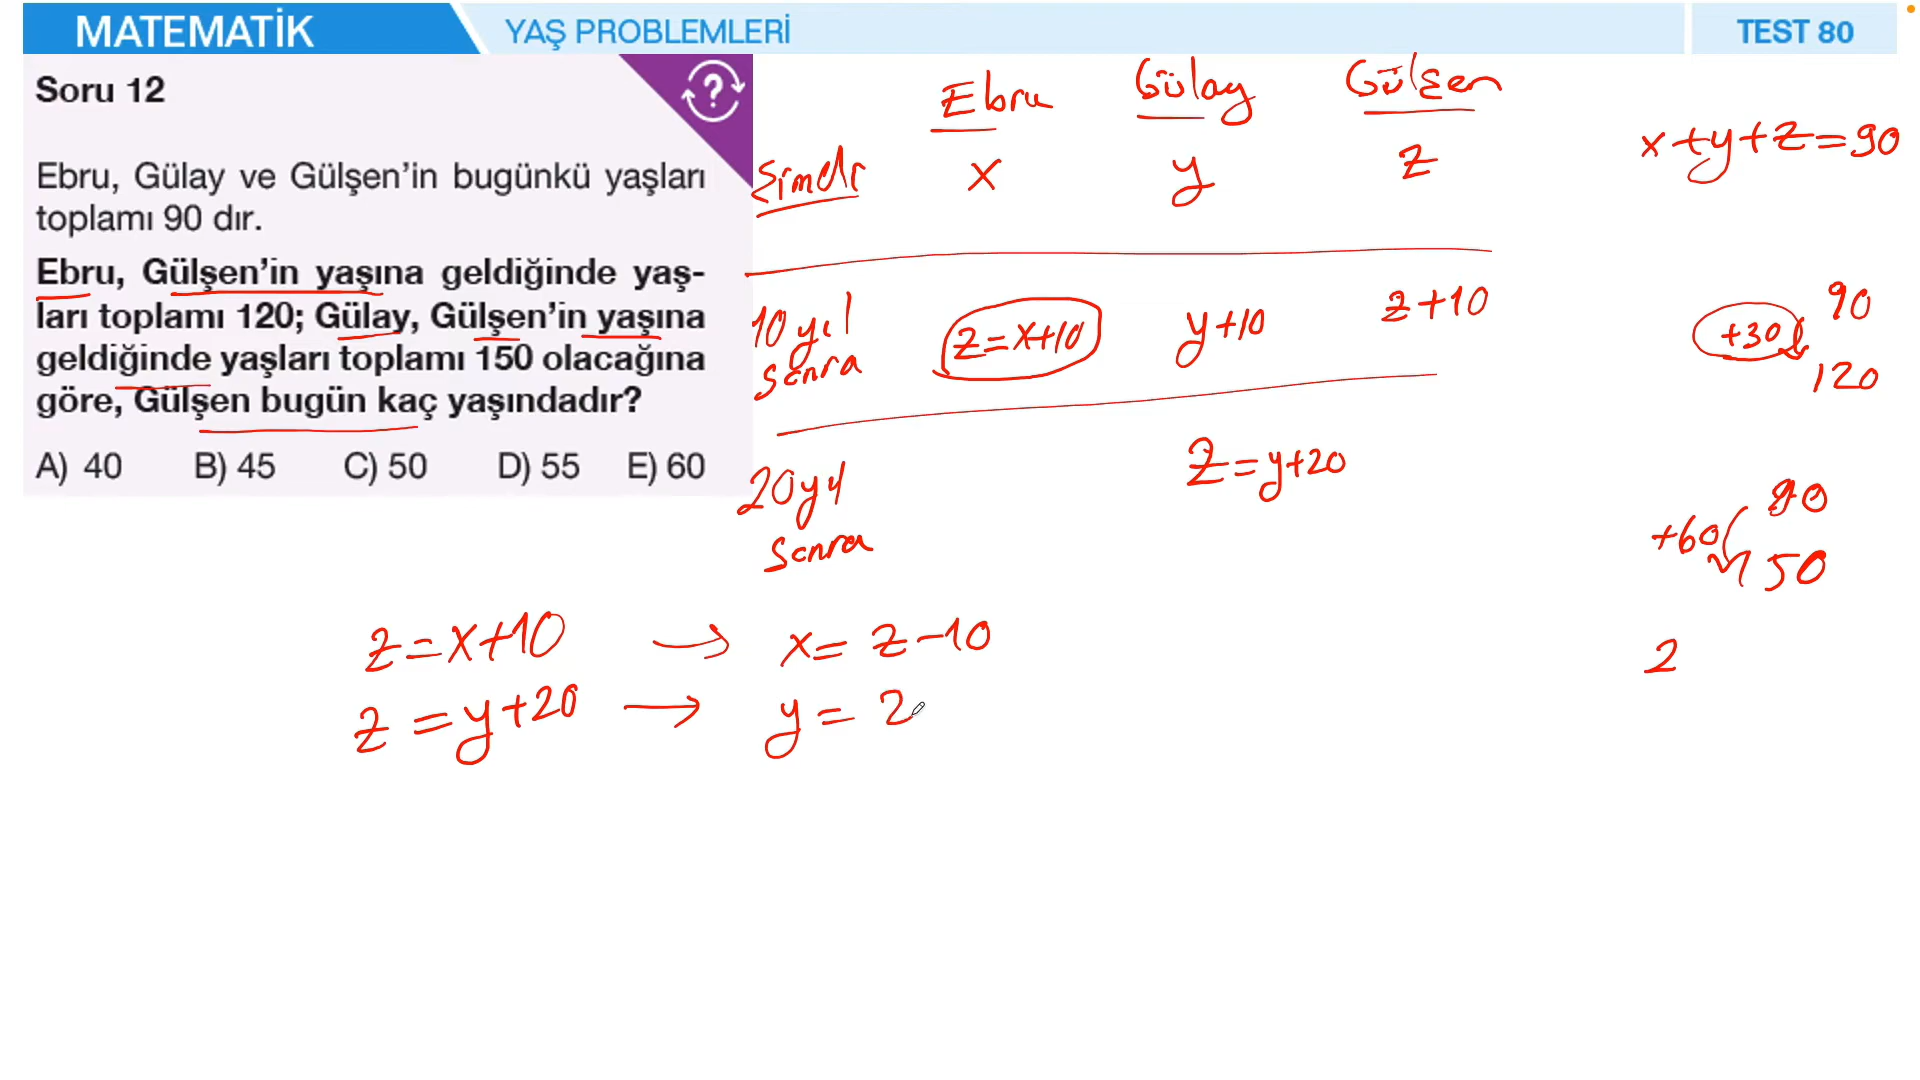 MATEMATİK
YAŞ PROBLEMLERİ
TEST 80
Soru 12
Ebru, Gülay ve Gülşen’in bugünkü yaşları
toplamı 90 dır.
Ebru, Gülşen’in yaşına geldiğinde yaş-
ları toplamı 120; Gülay, Gülşen’in yaşına
geldiğinde yaşları toplamı 150 olacağına
göre, Gülşen bugün kaç yaşındadır?
A) 40 B) 45 C) 50 D) 55 E) 60
Ebru Gülay Gülşen
Şimdi x y z
x+y+z=90
10 yıl
sonra
z=x+10 y+10 z+10
+30
90
120
20 yıl
sonra
z=y+20
+60
90
150
z=x+10 → x=z-10
2
z=y+20 → y=2